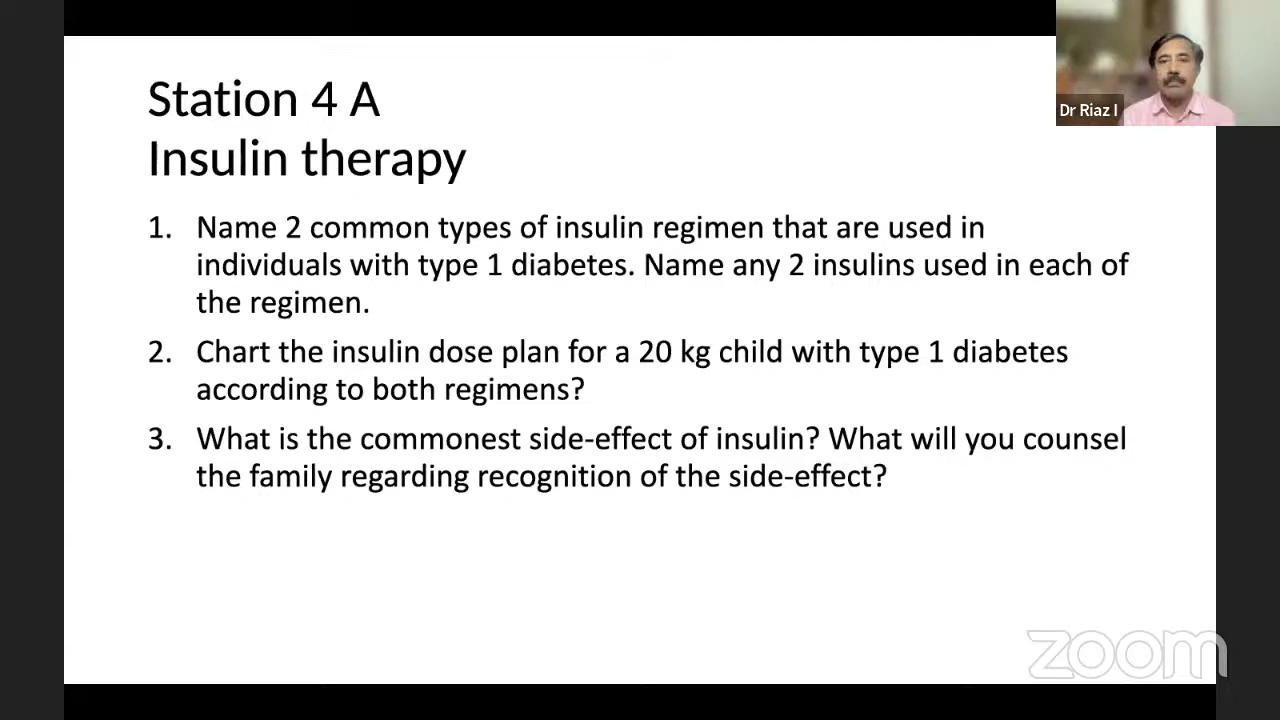 Station 4 A
Insulin therapy
1. Name 2 common types of insulin regimen that are used in
individuals with type 1 diabetes. Name any 2 insulins used in each of
the regimen.
2. Chart the insulin dose plan for a 20 kg child with type 1 diabetes
according to both regimens?
3. What is the commonest side-effect of insulin? What will you counsel
the family regarding recognition of the side-effect?
Dr Riaz I
zoom